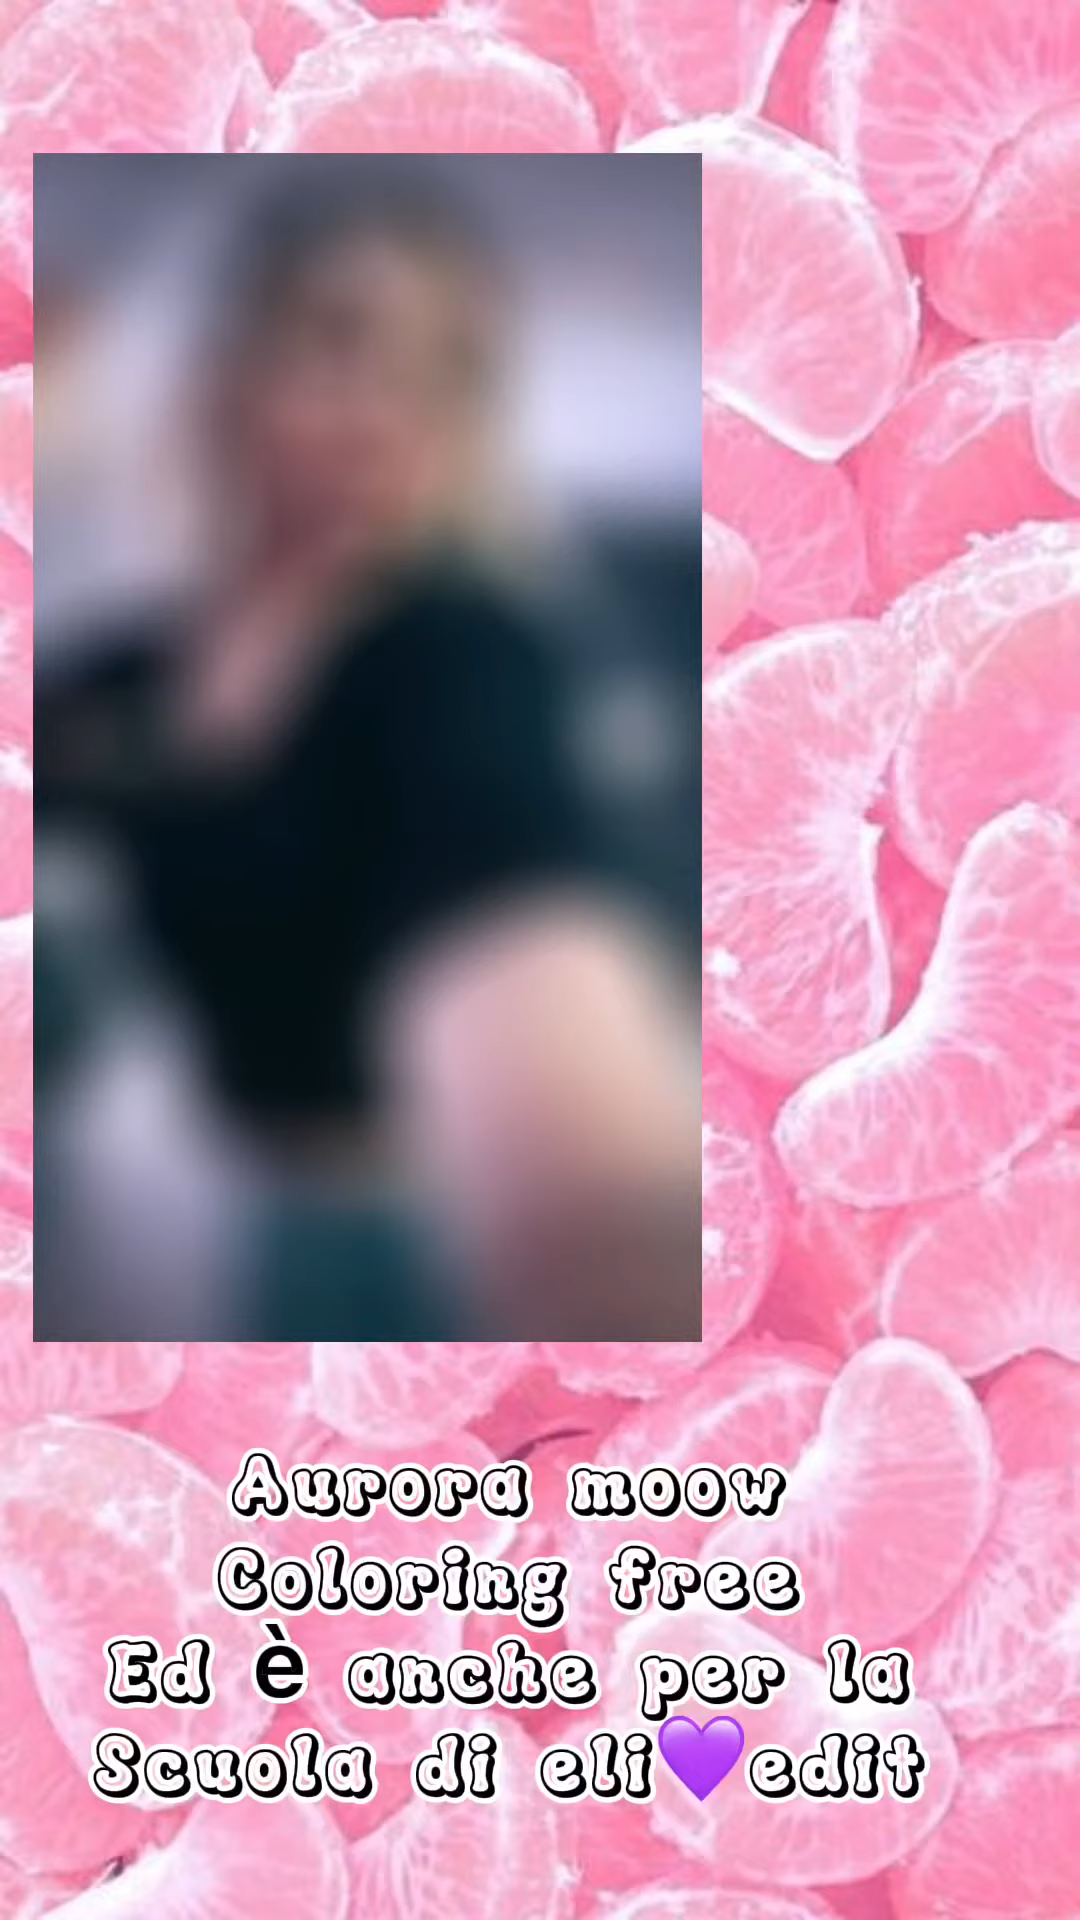 Aurora moow
Coloring free
Ed è anche per la
Scuola di eli💜edit